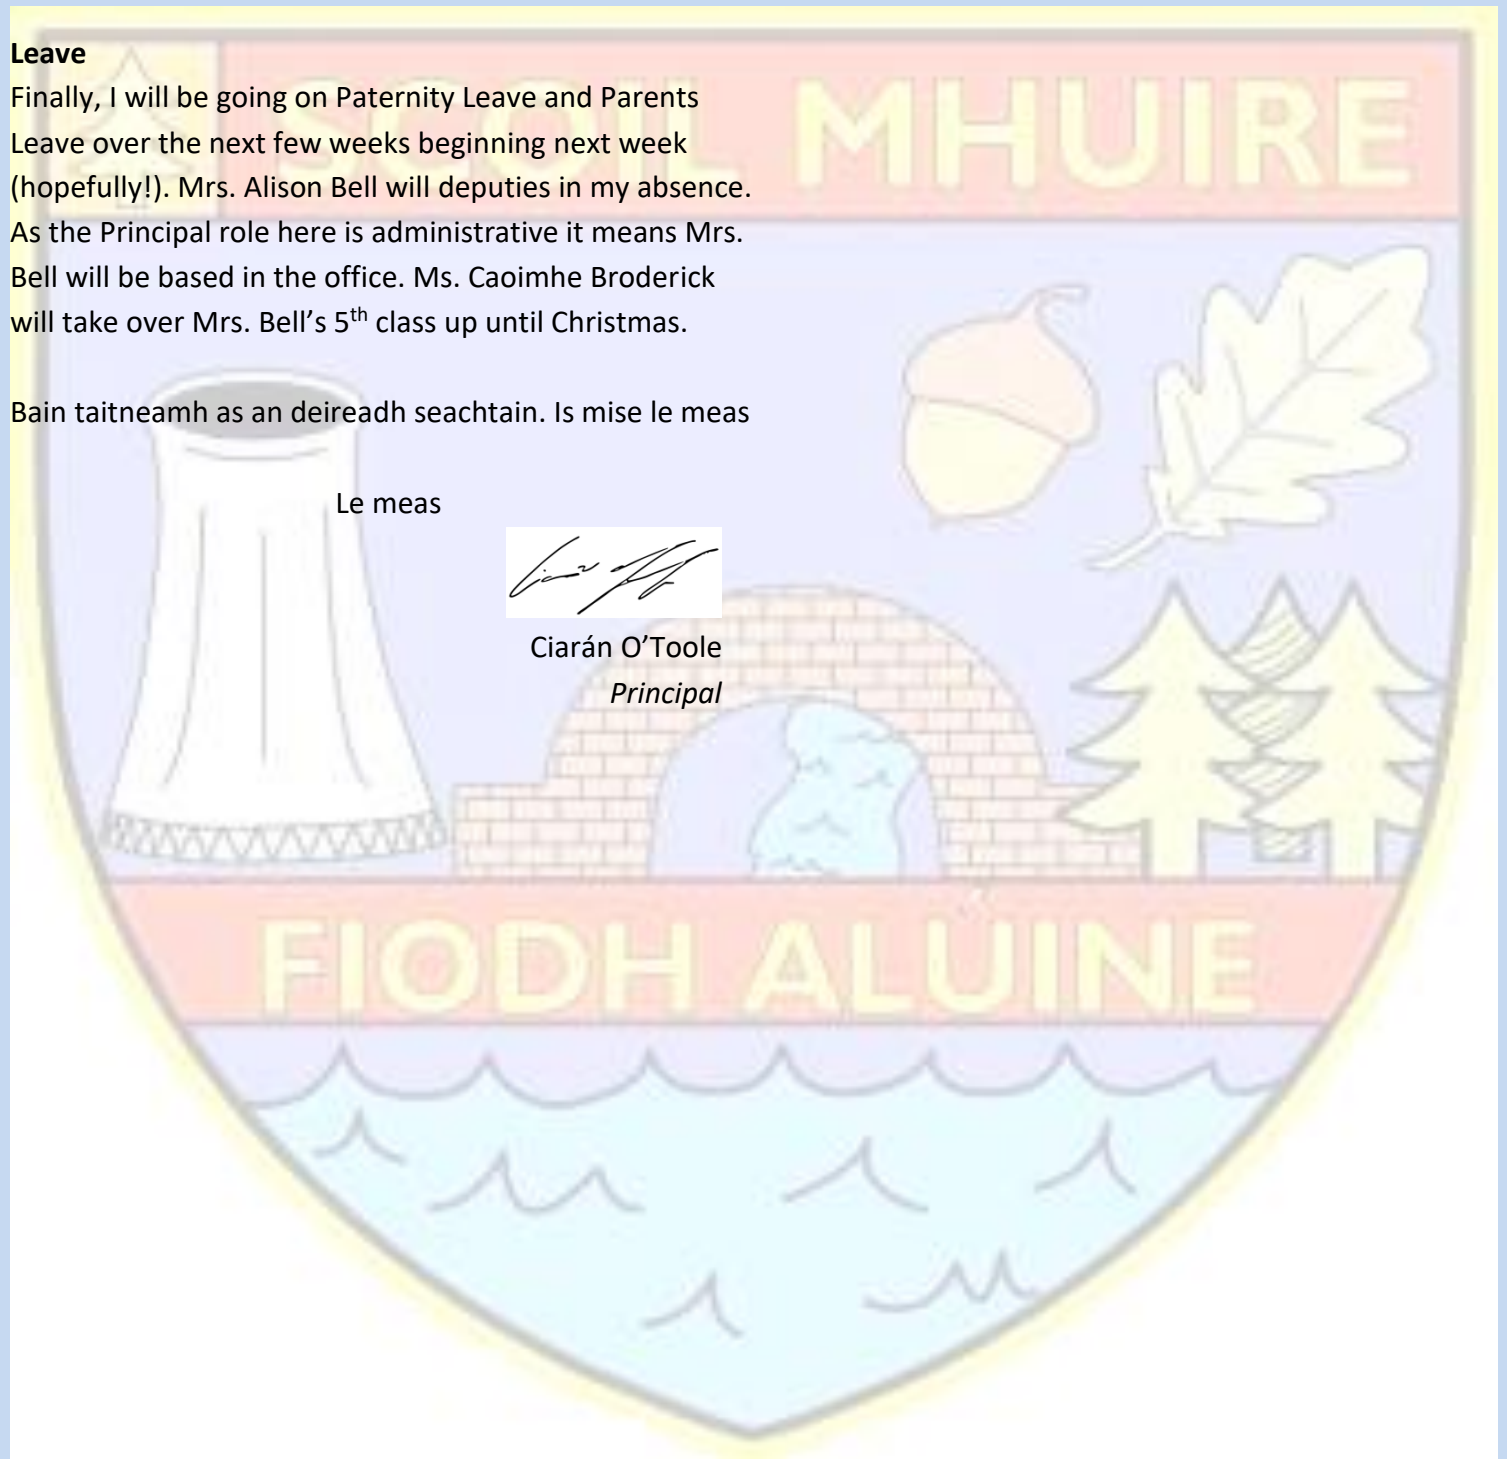 SCOIL MHUIRE
Leave
Finally, I will be going on Paternity Leave and Parents
Leave over the next few weeks beginning next week
(hopefully!). Mrs. Alison Bell will deputies in my absence.
As the Principal role here is administrative it means Mrs.
Bell will be based in the office. Ms. Caoimhe Broderick
will take over Mrs. Bell’s 5th class up until Christmas.
Bain taitneamh as an deireadh seachtain. Is mise le meas
Le meas
Ciarán O’Toole
Principal
FIODH ALÚINE